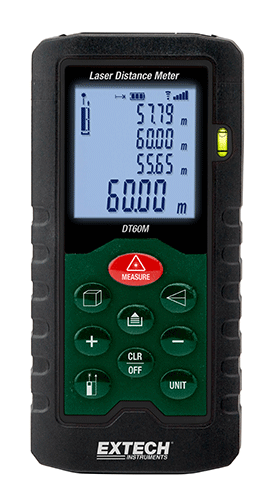 Laser Distance Meter
57.79 m
60.00 m
55.65 m
60.00 m
DT60M
MEASURE
+ −
CLR
OFF
UNIT
EXTECH
INSTRUMENTS